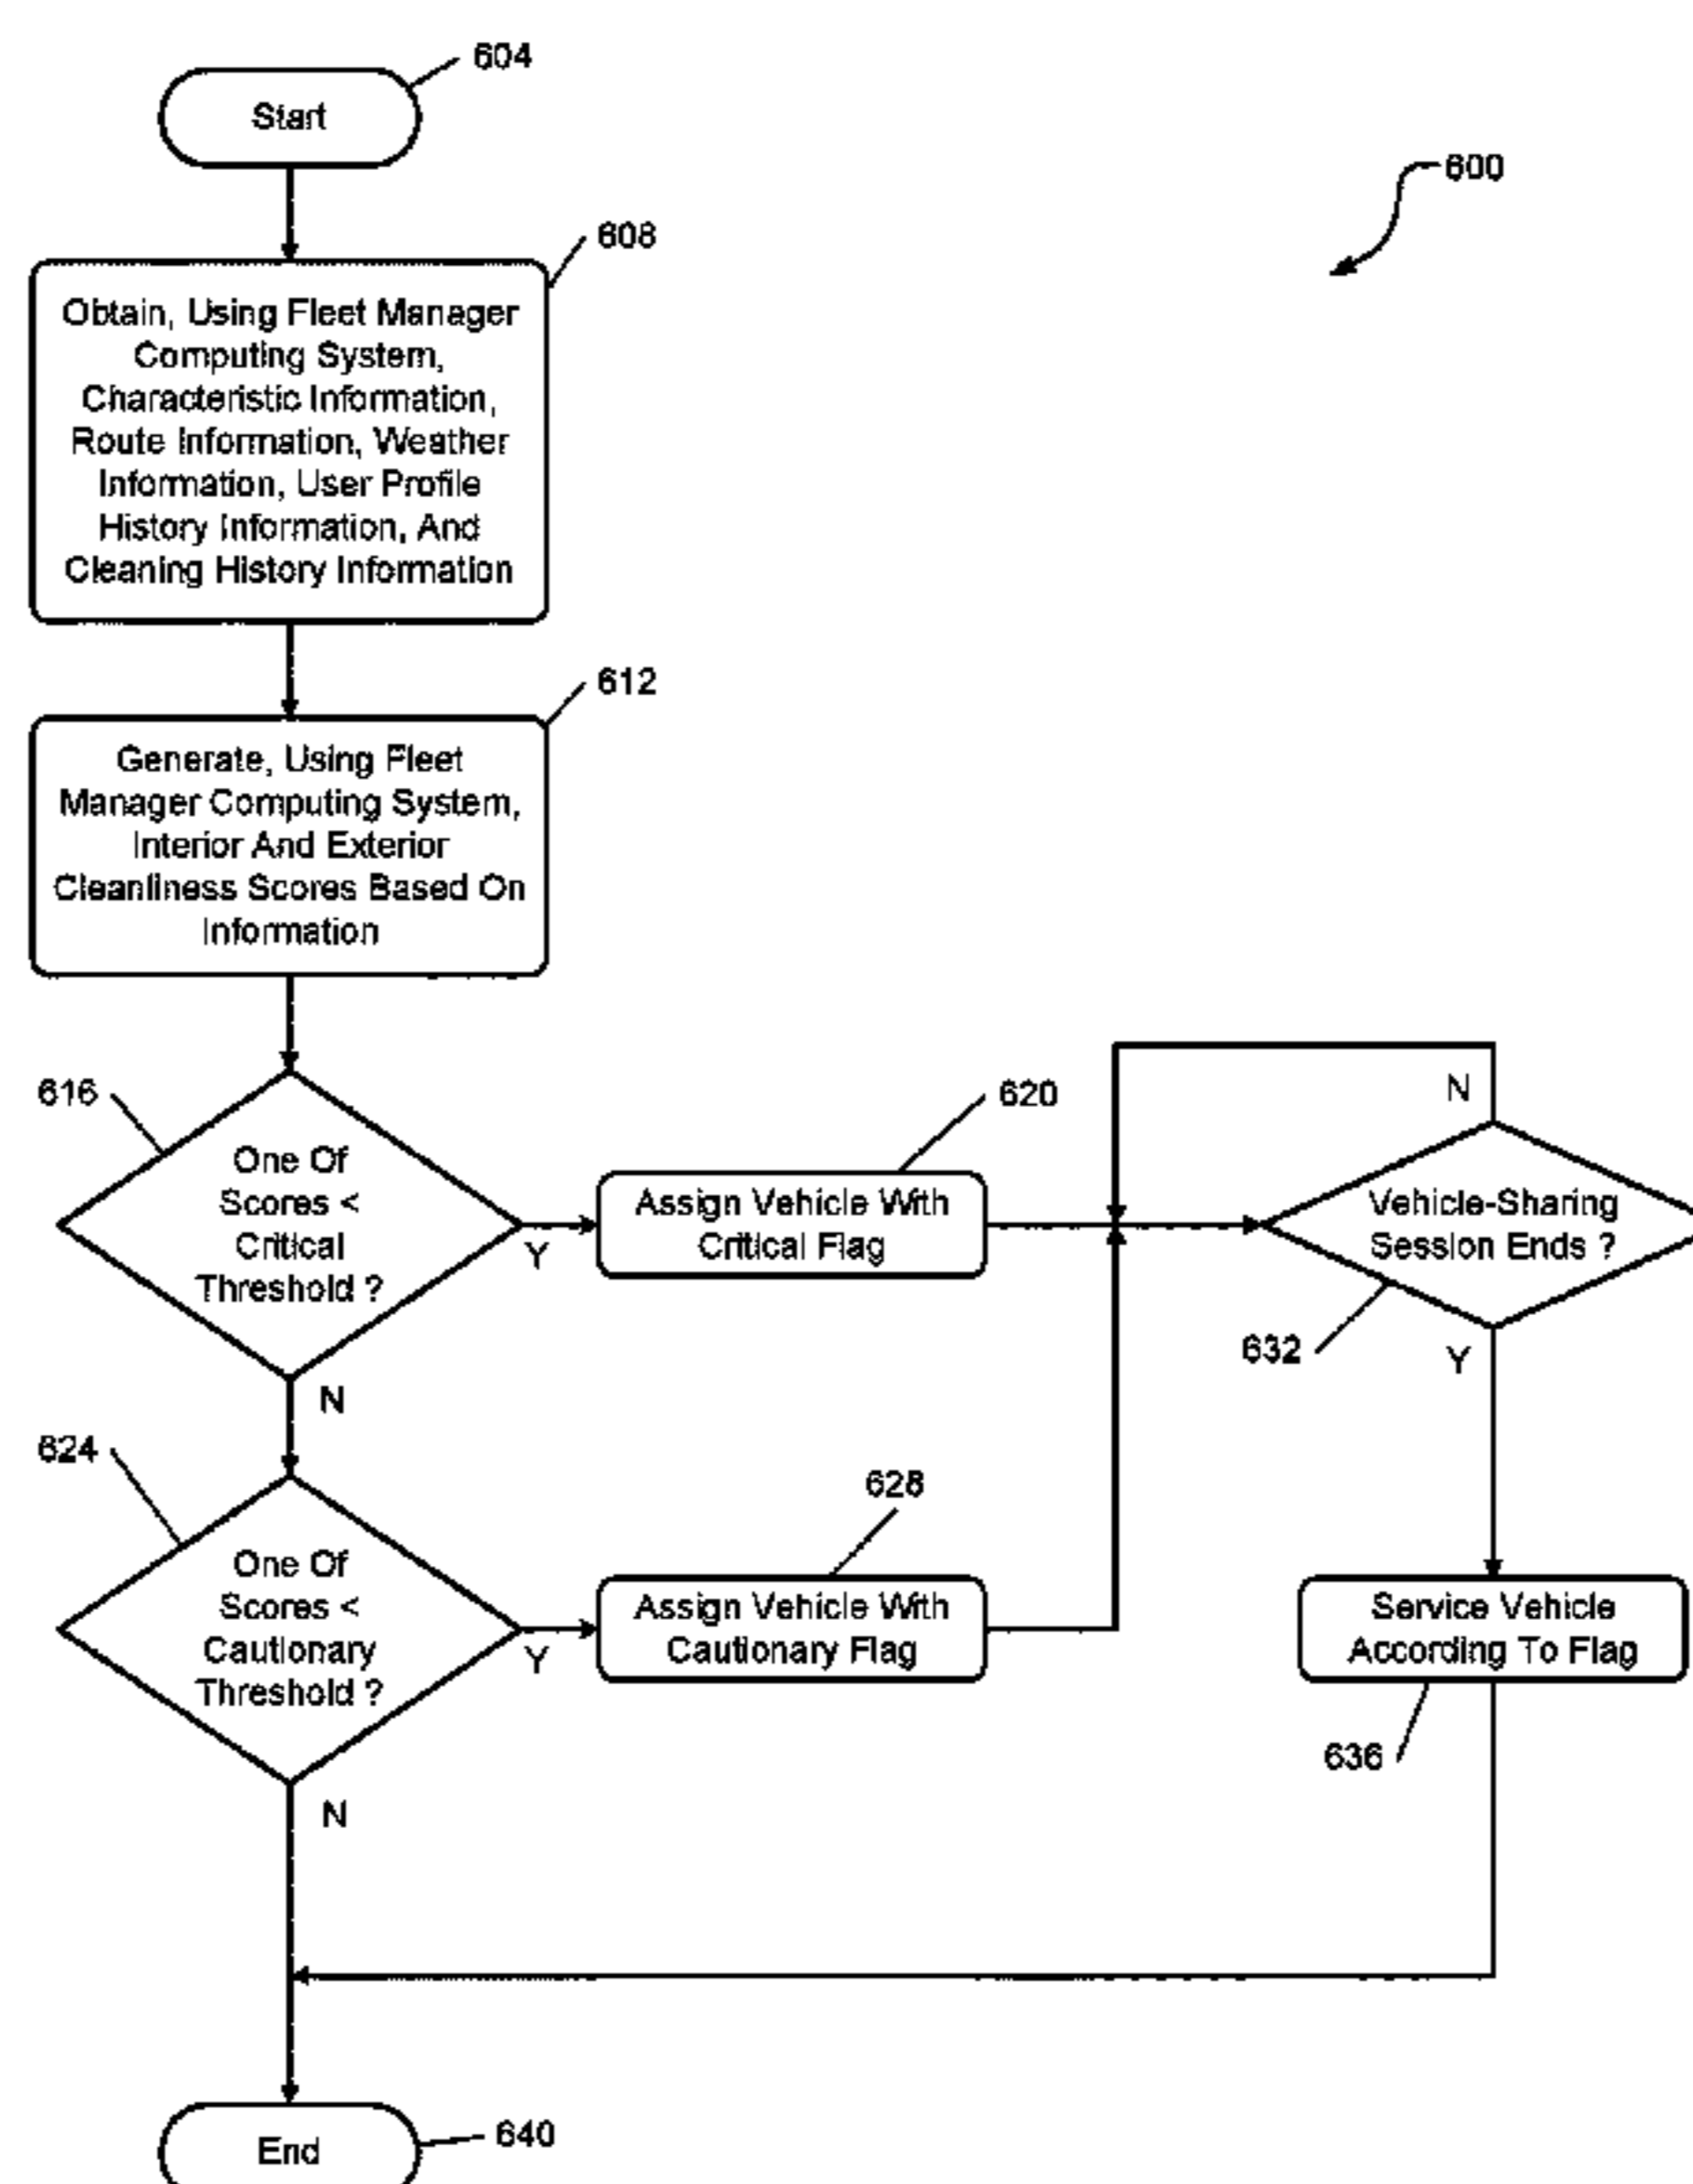 604
Start
600
608
Obtain, Using Fleet Manager
Computing System,
Characteristic Information,
Route Information, Weather
Information, User Profile
History Information, And
Cleaning History Information
612
Generate, Using Fleet
Manager Computing System,
Interior And Exterior
Cleanliness Scores Based On
Information
616
One Of
Scores <
Critical
Threshold ?
Y
N
620
Assign Vehicle With
Critical Flag
N
Vehicle-Sharing
Session Ends ?
632
Y
624
One Of
Scores <
Cautionary
Threshold ?
Y
N
628
Assign Vehicle With
Cautionary Flag
Service Vehicle
According To Flag
636
End
640